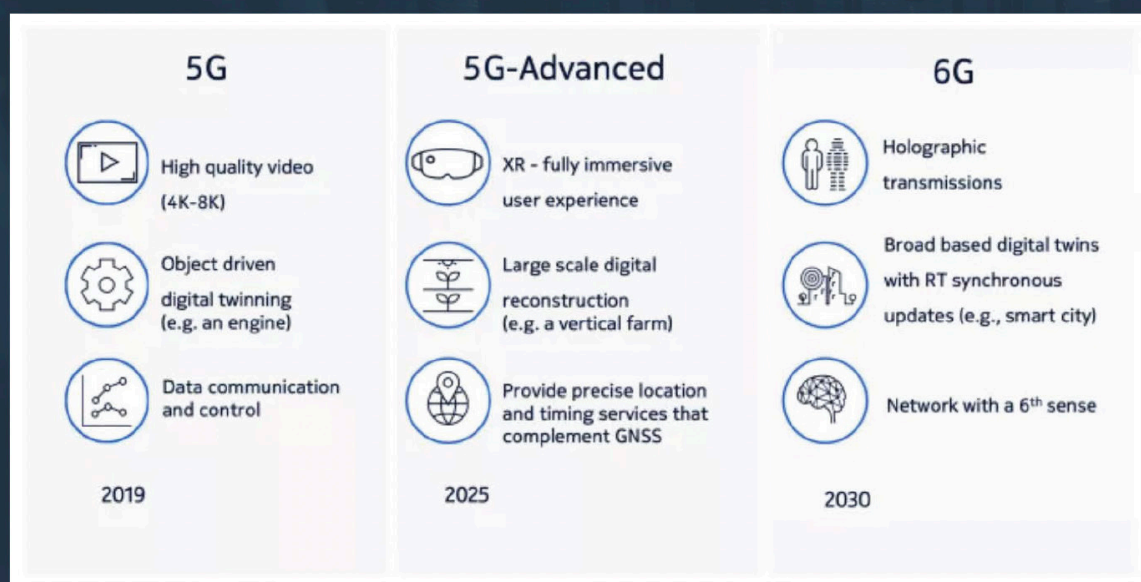 5G
High quality video
(4K-8K)
Object driven
digital twinning
(e.g. an engine)
Data communication
and control
2019
5G-Advanced
XR - fully immersive
user experience
Large scale digital
reconstruction
(e.g. a vertical farm)
Provide precise location
and timing services that
complement GNSS
2025
6G
Holographic
transmissions
Broad based digital twins
with RT synchronous
updates (e.g., smart city)
Network with a 6th sense
2030